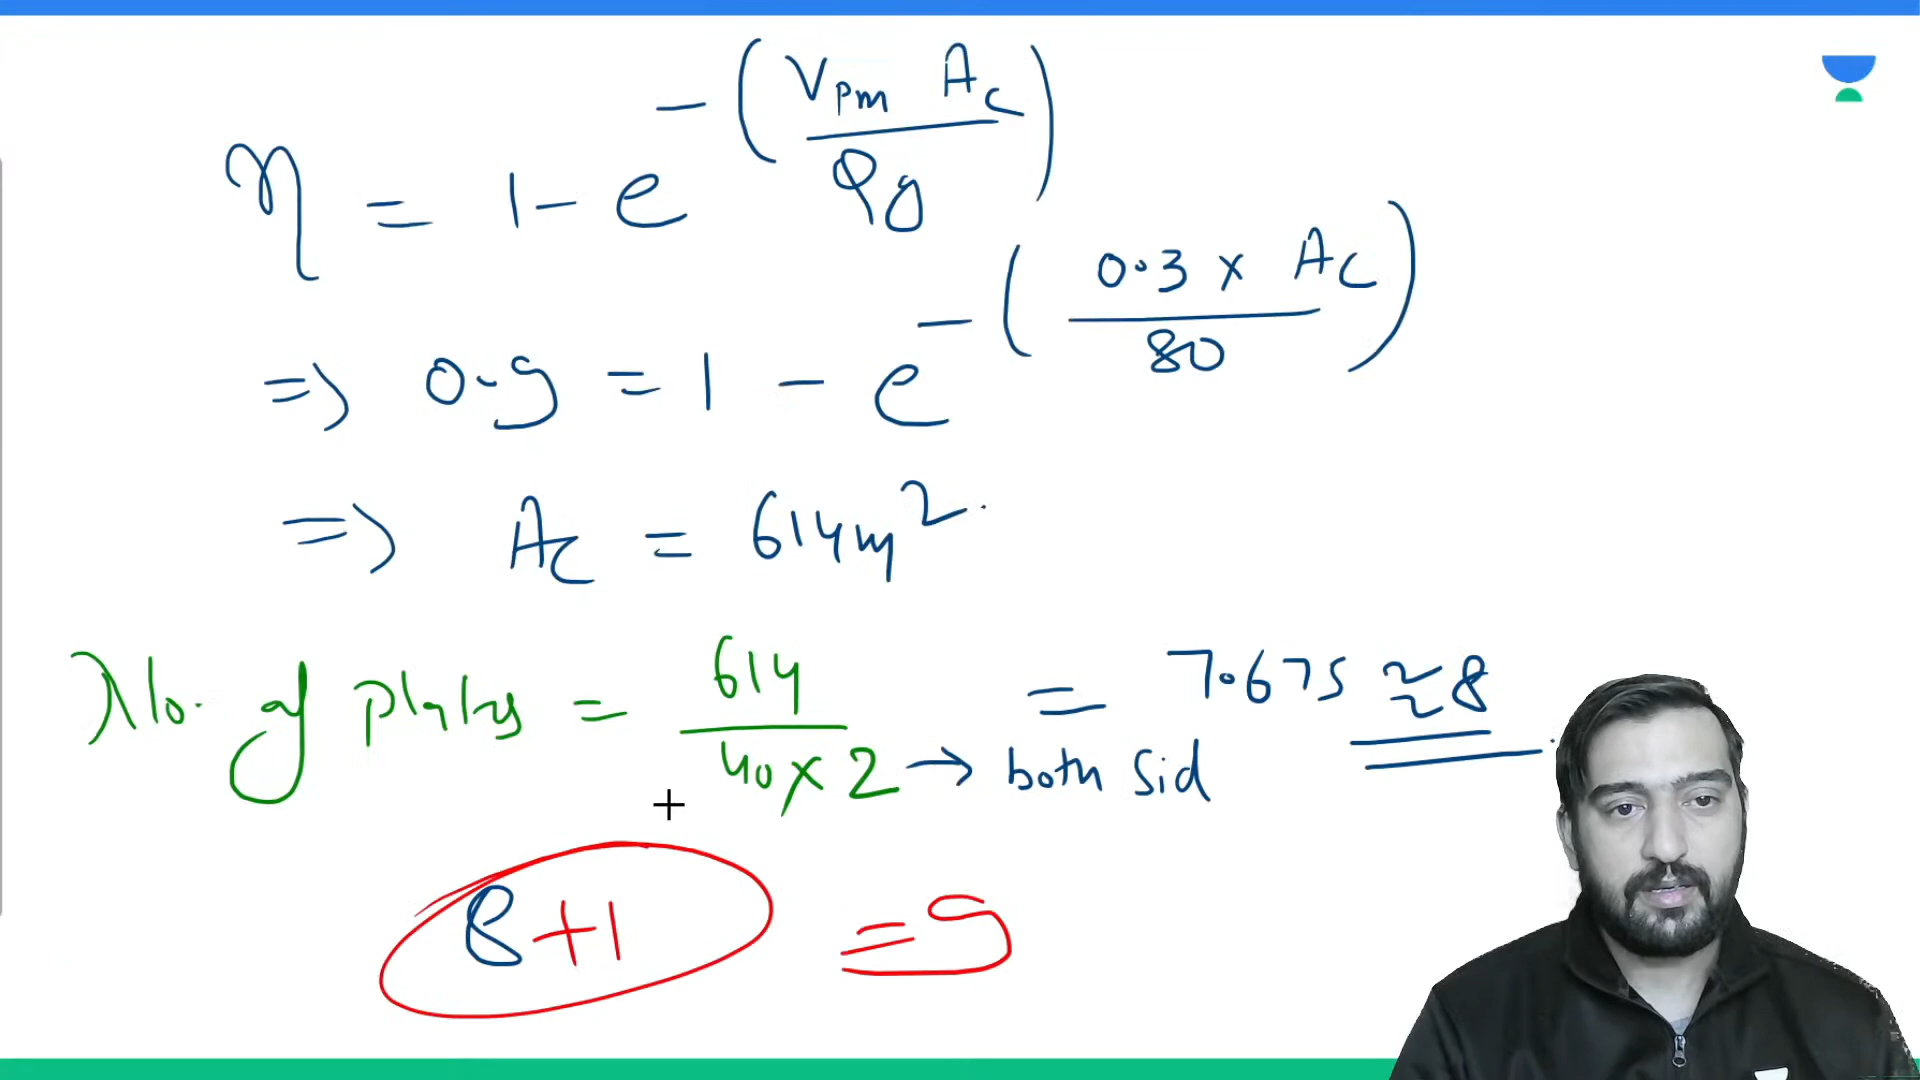 η = 1 - e^-(Vpm Ac / Qg)
=> 0.9 = 1 - e^-(0.3 x Ac / 80)
=> Ac = 614 m².
No. of plates = 614 / 40 x 2 = 7.675 ≈ 8
→ both sid
8+1 = 9